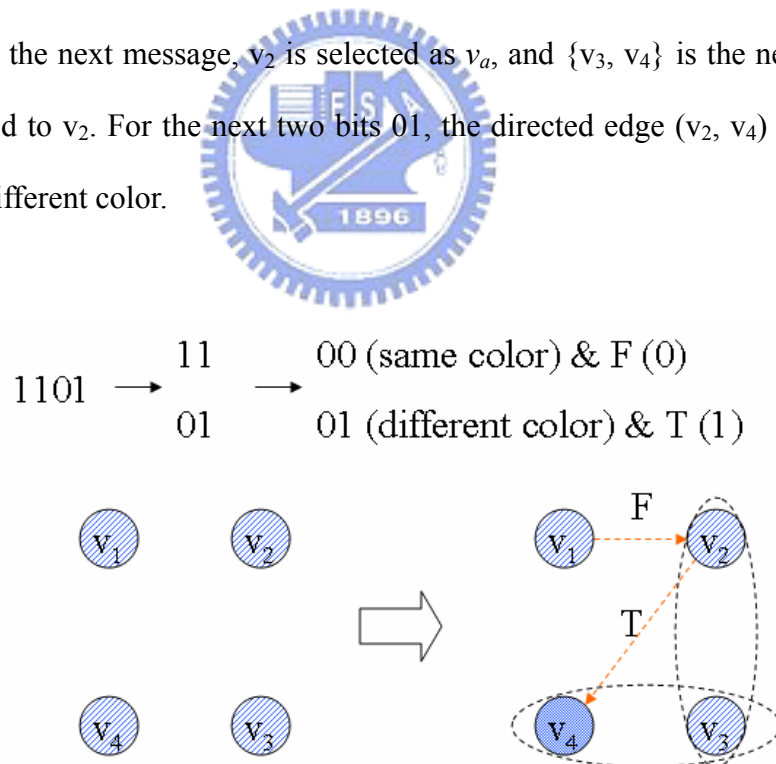 the next message, v2 is selected as va, and {v3, v4} is the ne
d to v2. For the next two bits 01, the directed edge (v2, v4)
ifferent color.
E S A
1896
11 00 (same color) & F (0)
1101
01 01 (different color) & T (1)
F
v1 v2 v1 v2
T
v4 v3 v4 v3